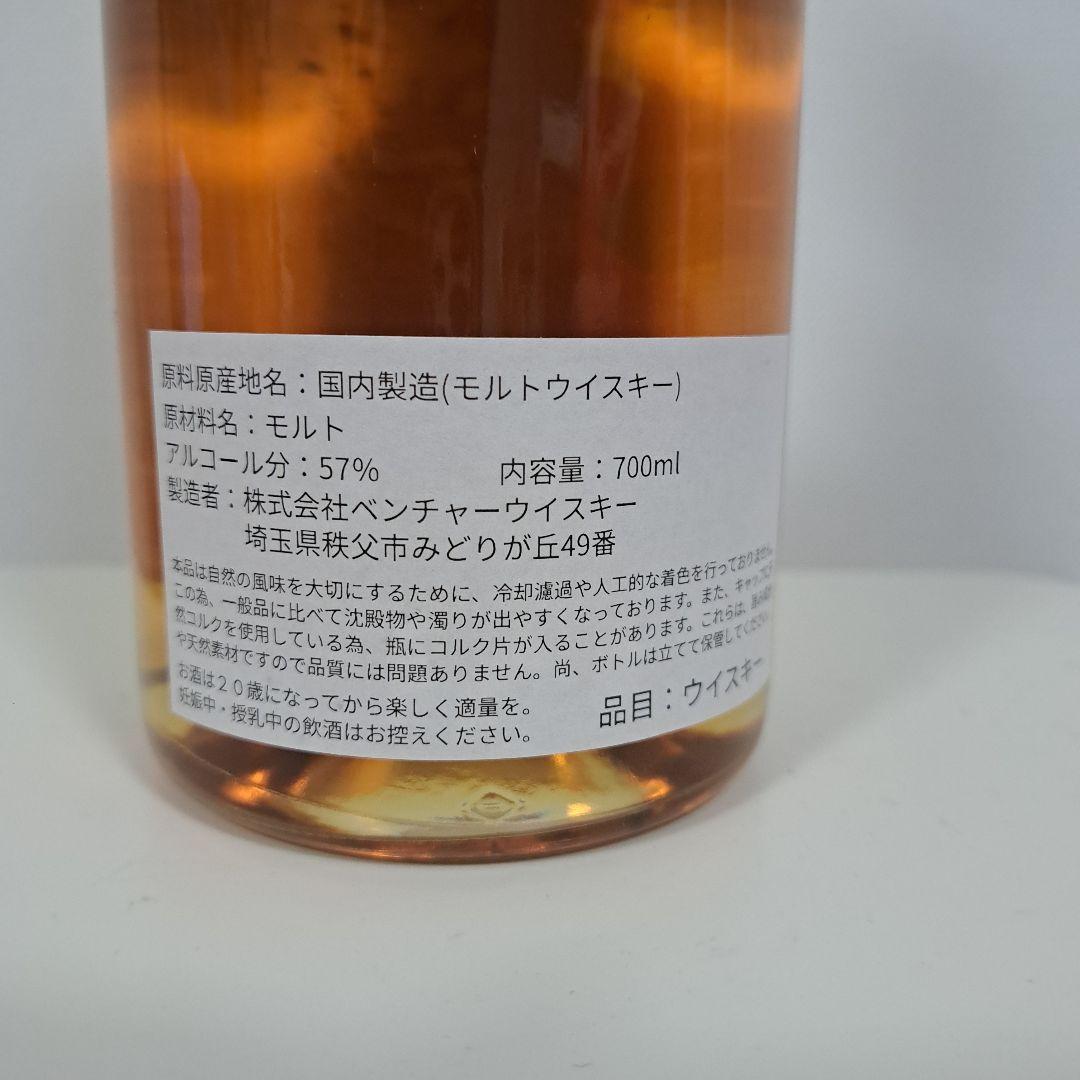 原料原産地名：国内製造(モルトウイスキー)
原材料名：モルト
アルコール分：57％ 内容量：700ml
製造者：株式会社ベンチャーウイスキー
埼玉県秩父市みどりが丘49番
本品は自然の風味を大切にするために、冷却濾過や人工的な着色を行っておりません。
この為、一般品に比べて沈殿物や濁りが出やすくなっております。また、キャップに
然コルクを使用している為、瓶にコルク片が入ることがあります。これらは、
や天然素材ですので品質には問題ありません。尚、ボトルは立てて保管してください。
お酒は２０歳になってから楽しく適量を。
妊娠中・授乳中の飲酒はお控えください。
品目：ウイスキー